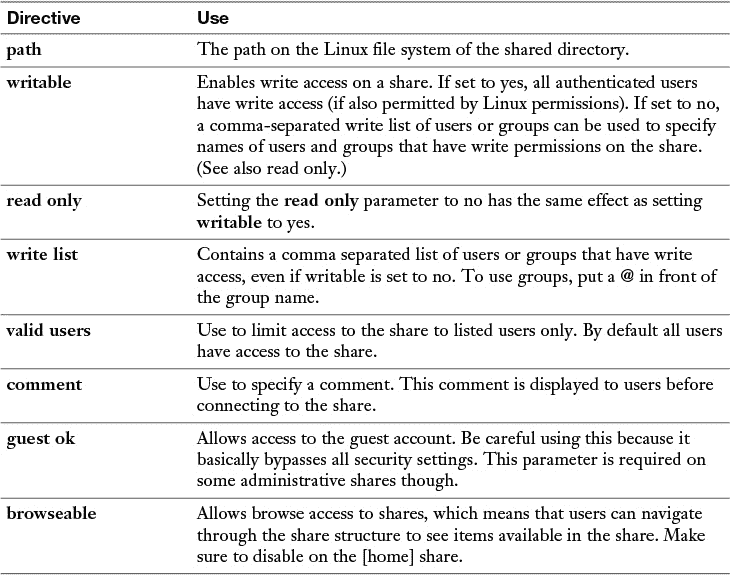 Directive Use
path The path on the Linux file system of the shared directory.
writable Enables write access on a share. If set to yes, all authenticated users
have write access (if also permitted by Linux permissions). If set to no,
a comma-separated write list of users or groups can be used to specify
names of users and groups that have write permissions on the share.
(See also read only.)
read only Setting the read only parameter to no has the same effect as setting
writable to yes.
write list Contains a comma separated list of users or groups that have write
access, even if writable is set to no. To use groups, put a @ in front of
the group name.
valid users Use to limit access to the share to listed users only. By default all users
have access to the share.
comment Use to specify a comment. This comment is displayed to users before
connecting to the share.
guest ok Allows access to the guest account. Be careful using this because it
basically bypasses all security settings. This parameter is required on
some administrative shares though.
browseable Allows browse access to shares, which means that users can navigate
through the share structure to see items available in the share. Make
sure to disable on the [home] share.